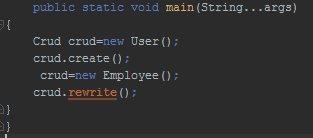 public static void main(String...args)
{
Crud crud=new User();
crud.create();
crud=new Employee();
crud.rewrite();
}
}